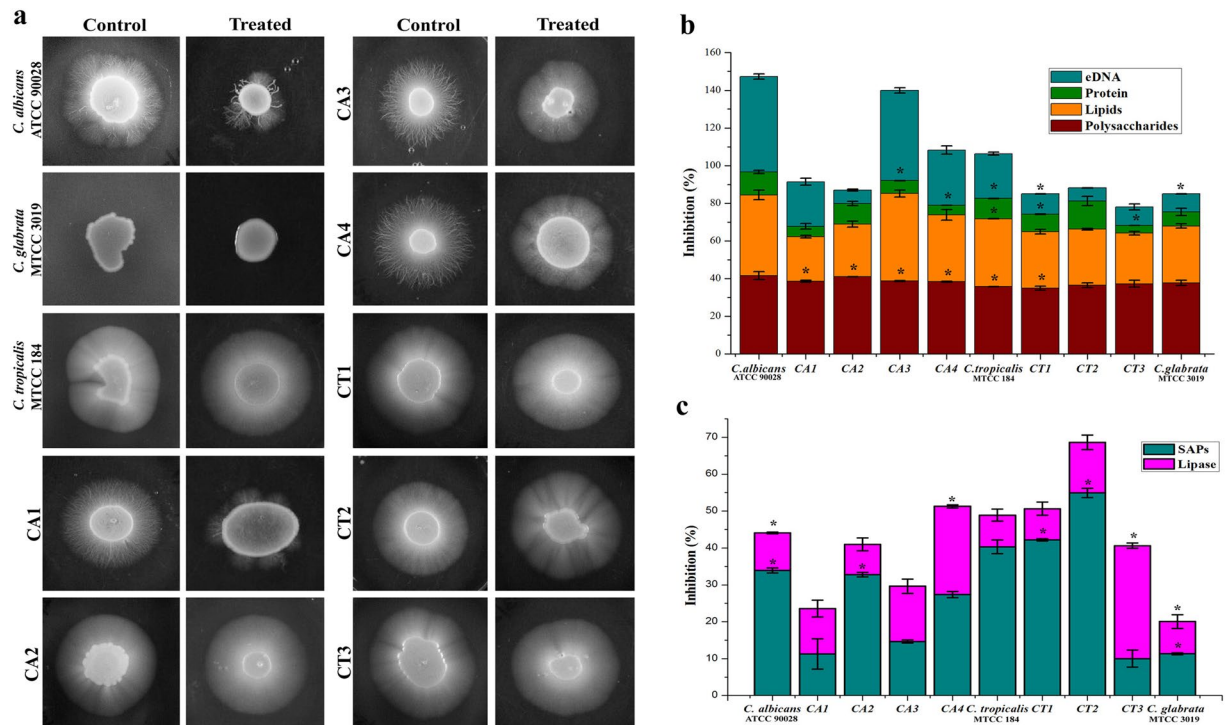 a
Control
Treated
Control
Treated
C. albicans
ATCC 90028
CA3
C. glabrata
MTCC 3019
CA4
C. tropicalis
MTCC 184
CT1
CA1
CT2
CA2
CT3
b
160
140
120
100
80
60
40
20
0
Inhibition (%)
eDNA
Protein
Lipids
Polysaccharides
* * * * * * * * * * * * * *
C.albicans CA1 CA2 CA3 CA4 C.tropicalis CT1 CT2 CT3 C.glabrata
ATCC 90028 MTCC 184 MTCC 3019
c
70
60
50
40
30
20
10
0
Inhibition (%)
SAPs
Lipase
* * * * * * * * *
C. albicans CA1 CA2 CA3 CA4 C. tropicalis CT1 CT2 CT3 C. glabrata
ATCC 90028 MTCC 184 MTCC 3019